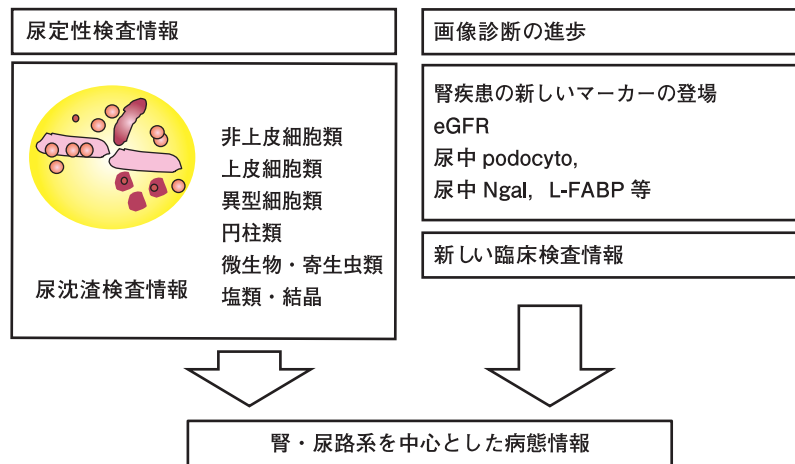 尿定性検査情報
非上皮細胞類
上皮細胞類
異型細胞類
円柱類
微生物・寄生虫類
塩類・結晶
尿沈渣検査情報
画像診断の進歩
腎疾患の新しいマーカーの登場
eGFR
尿中 podocyto,
尿中 Ngal, L-FABP 等
新しい臨床検査情報
腎・尿路系を中心とした病態情報